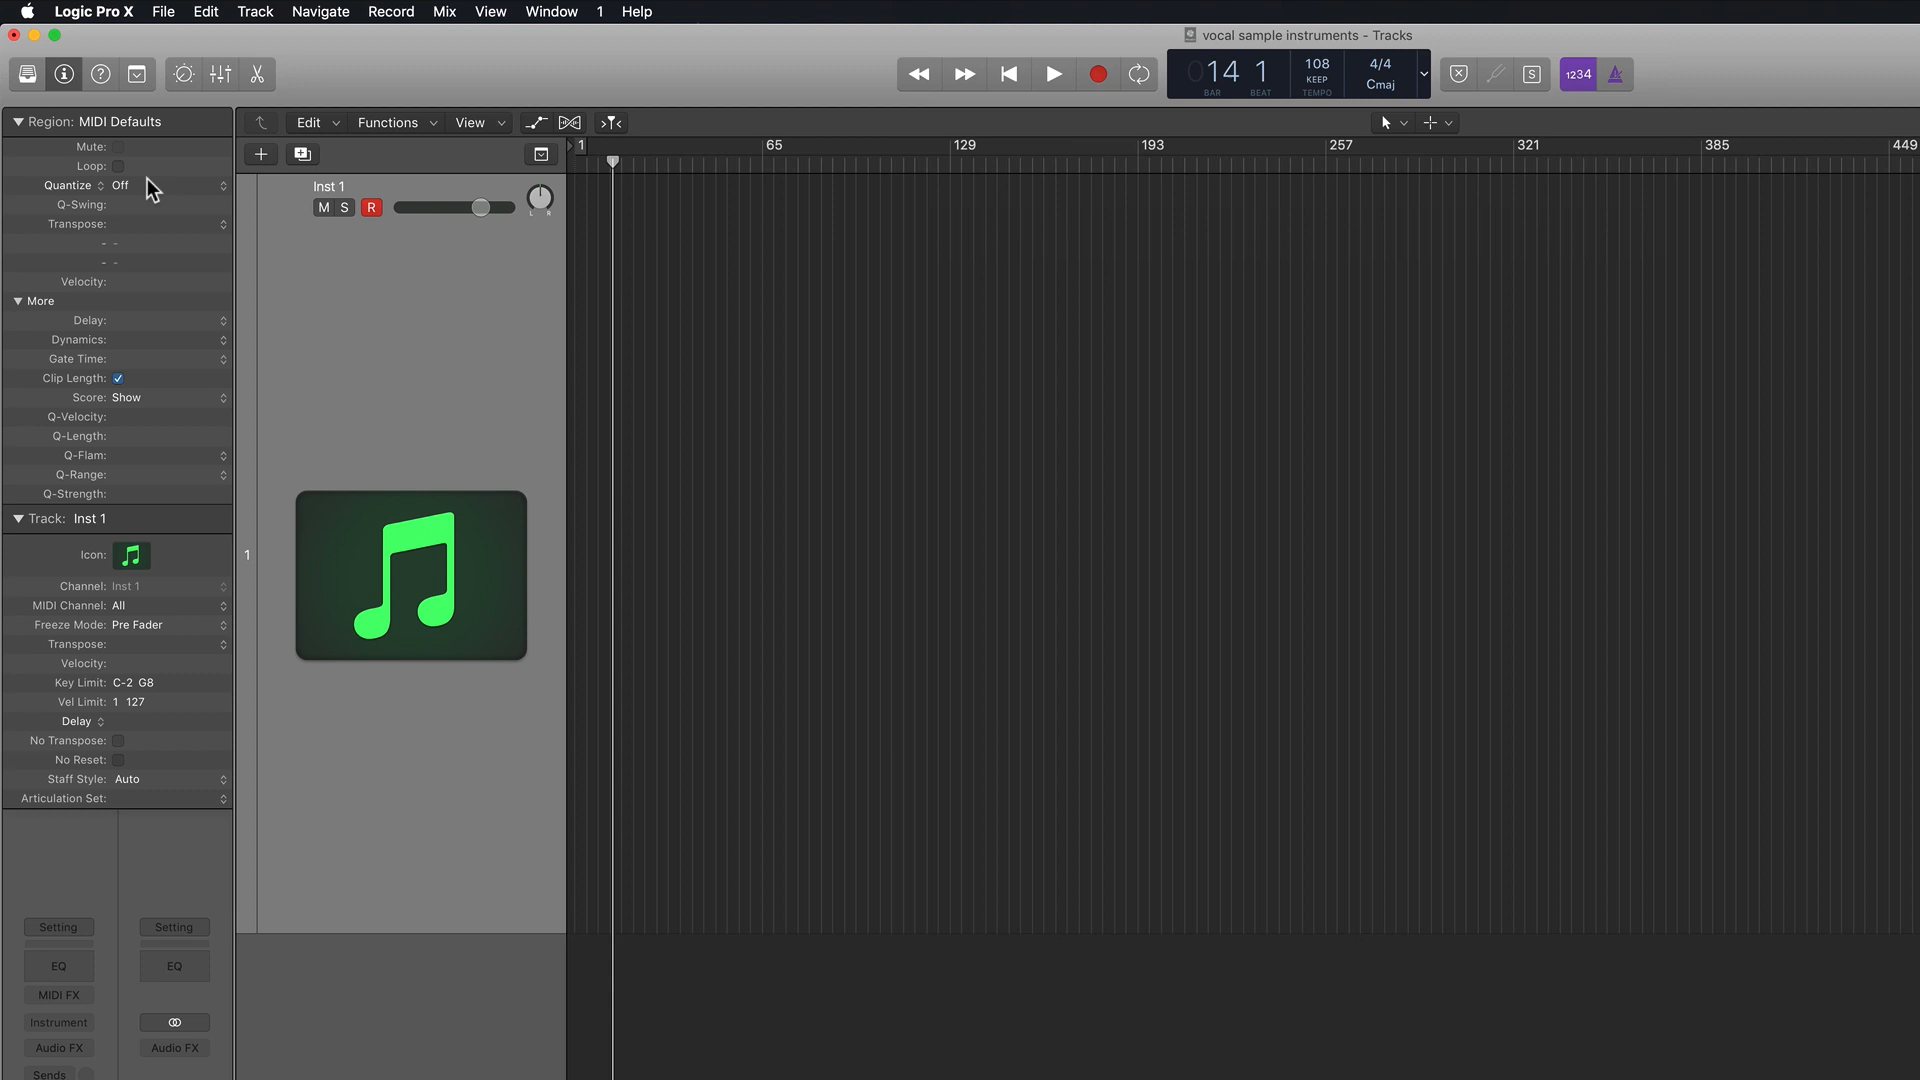 Logic Pro X File Edit Track Navigate Record Mix View Window 1 Help
vocal sample instruments - Tracks
014 1 108 4/4
KEEP Cmaj
BAR BEAT TEMPO
S 1234
Region: MIDI Defaults
Edit Functions View
Mute:
Loop:
Quantize Off
Q-Swing:
Transpose:
- -
- -
Velocity:
More
Delay:
Dynamics:
Gate Time:
Clip Length:
Score: Show
Q-Velocity:
Q-Length:
Q-Flam:
Q-Range:
Q-Strength:
Track: Inst 1
Icon:
Channel: Inst 1
MIDI Channel: All
Freeze Mode: Pre Fader
Transpose:
Velocity:
Key Limit: C-2 G8
Vel Limit: 1 127
Delay
No Transpose:
No Reset:
Staff Style: Auto
Articulation Set:
Setting Setting
EQ EQ
MIDI FX
Instrument
Audio FX Audio FX
Sends
1 65 129 193 257 321 385 449
Inst 1
M S R
L R
1